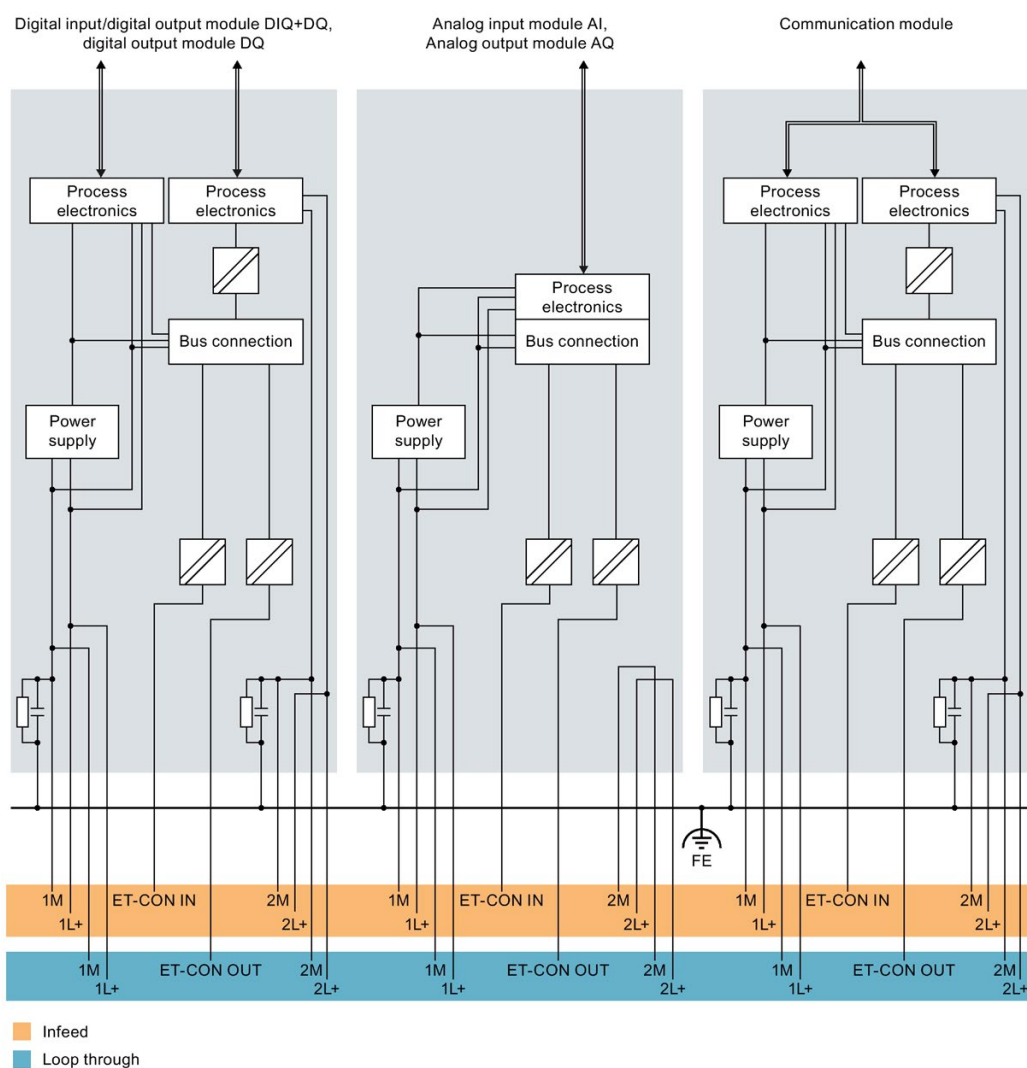 Digital input/digital output module DIQ+DQ,
digital output module DQ
Analog input module AI,
Analog output module AQ
Communication module
Process
electronics
Process
electronics
Bus connection
Power
supply
Process
electronics
Bus connection
Power
supply
Process
electronics
Process
electronics
Bus connection
Power
supply
FE
1M
ET-CON IN
2M
1M
ET-CON IN
2M
1M
ET-CON IN
2M
1L+
2L+
1L+
2L+
1L+
2L+
1M
ET-CON OUT
2M
1M
ET-CON OUT
2M
1M
ET-CON OUT
2M
1L+
2L+
1L+
2L+
1L+
2L+
Infeed
Loop through